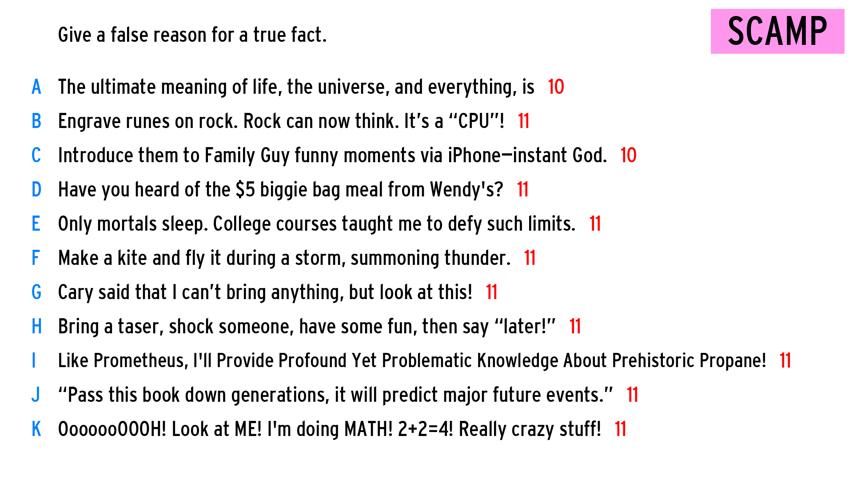 Give a false reason for a true fact.
SCAMP
A The ultimate meaning of life, the universe, and everything, is 10
B Engrave runes on rock. Rock can now think. It's a “CPU”! 11
C Introduce them to Family Guy funny moments via iPhone—instant God. 10
D Have you heard of the $5 biggie bag meal from Wendy's? 11
E Only mortals sleep. College courses taught me to defy such limits. 11
F Make a kite and fly it during a storm, summoning thunder. 11
G Cary said that I can't bring anything, but look at this! 11
H Bring a taser, shock someone, have some fun, then say “later!” 11
I Like Prometheus, I'll Provide Profound Yet Problematic Knowledge About Prehistoric Propane! 11
J “Pass this book down generations, it will predict major future events.” 11
K OoooooOOOH! Look at ME! I'm doing MATH! 2+2=4! Really crazy stuff! 11